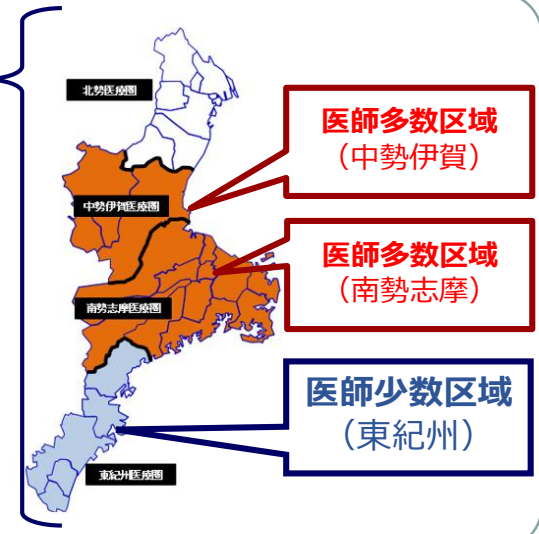 北勢医療圏
医師多数区域
（中勢伊賀）
中勢伊賀医療圏
医師多数区域
（南勢志摩）
南勢志摩医療圏
医師少数区域
（東紀州）
東紀州医療圏